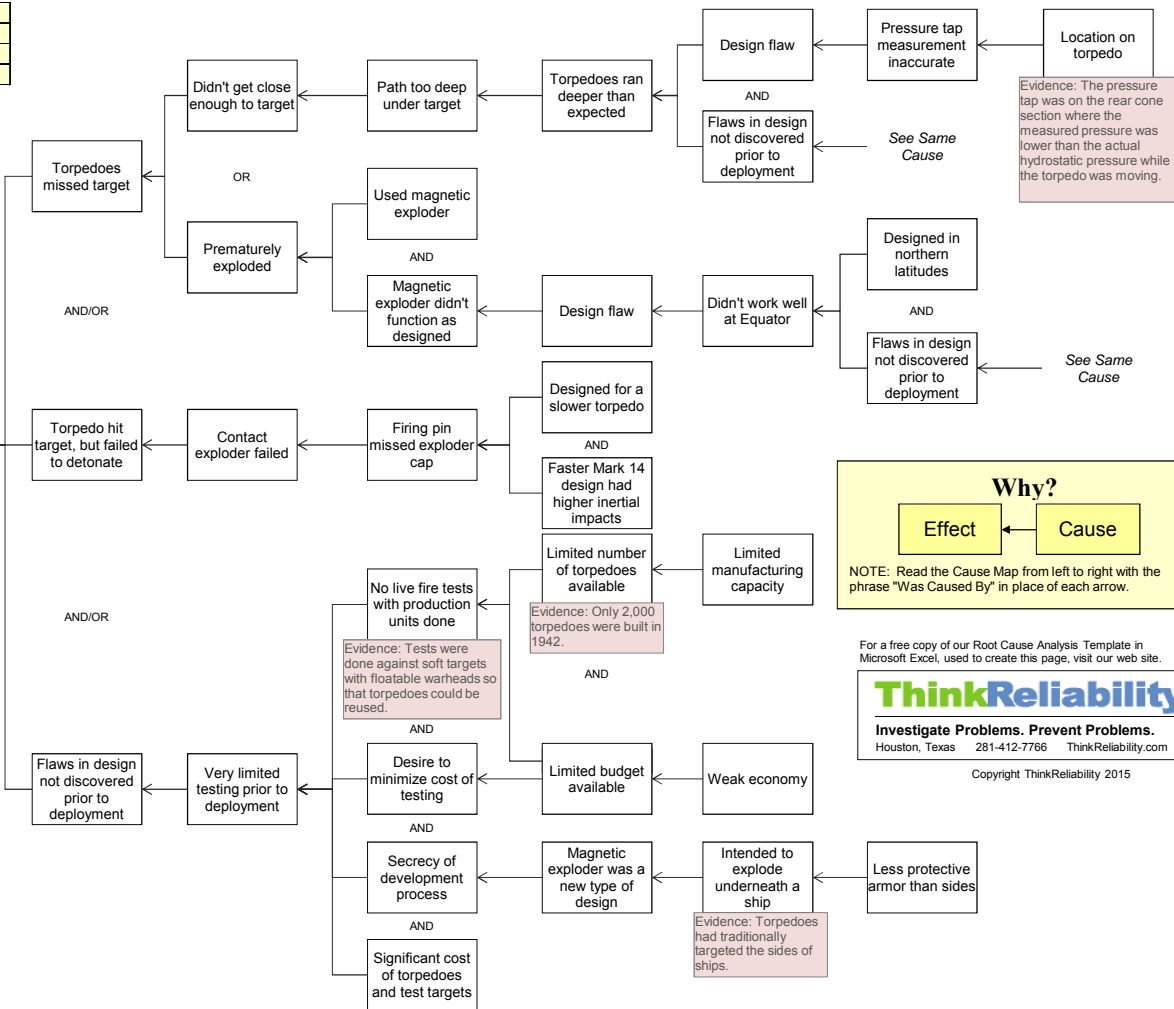 Design flaw
Pressure tap
measurement
inaccurate
Location on
torpedo
Evidence: The pressure
tap was on the rear cone
section where the
measured pressure was
lower than the actual
hydrostatic pressure while
the torpedo was moving.
Didn't get close
enough to target
Path too deep
under target
Torpedoes ran
deeper than
expected
AND
Flaws in design
not discovered
prior to
deployment
See Same
Cause
Torpedoes
missed target
OR
Used magnetic
exploder
Prematurely
exploded
AND
Designed in
northern
latitudes
AND/OR
Magnetic
exploder didn't
function as
designed
Design flaw
Didn't work well
at Equator
AND
Flaws in design
not discovered
prior to
deployment
See Same
Cause
Designed for a
slower torpedo
Torpedo hit
target, but failed
to detonate
Contact
exploder failed
Firing pin
missed exploder
cap
AND
Faster Mark 14
design had
higher inertial
impacts
Why?
Effect
Cause
NOTE: Read the Cause Map from left to right with the
phrase "Was Caused By" in place of each arrow.
Limited number
of torpedoes
available
Limited
manufacturing
capacity
Evidence: Only 2,000
torpedoes were built in
1942.
No live fire tests
with production
units done
Evidence: Tests were
done against soft targets
with floatable warheads so
that torpedoes could be
reused.
AND/OR
AND
AND
For a free copy of our Root Cause Analysis Template in
Microsoft Excel, used to create this page, visit our web site.
ThinkReliability
Investigate Problems. Prevent Problems.
Houston, Texas 281-412-7766 ThinkReliability.com
Copyright ThinkReliability 2015
Flaws in design
not discovered
prior to
deployment
Very limited
testing prior to
deployment
Desire to
minimize cost of
testing
Limited budget
available
Weak economy
AND
Secrecy of
development
process
Magnetic
exploder was a
new type of
design
Intended to
explode
underneath a
ship
Less protective
armor than sides
Evidence: Torpedoes
had traditionally
targeted the sides of
ships.
AND
Significant cost
of torpedoes
and test targets